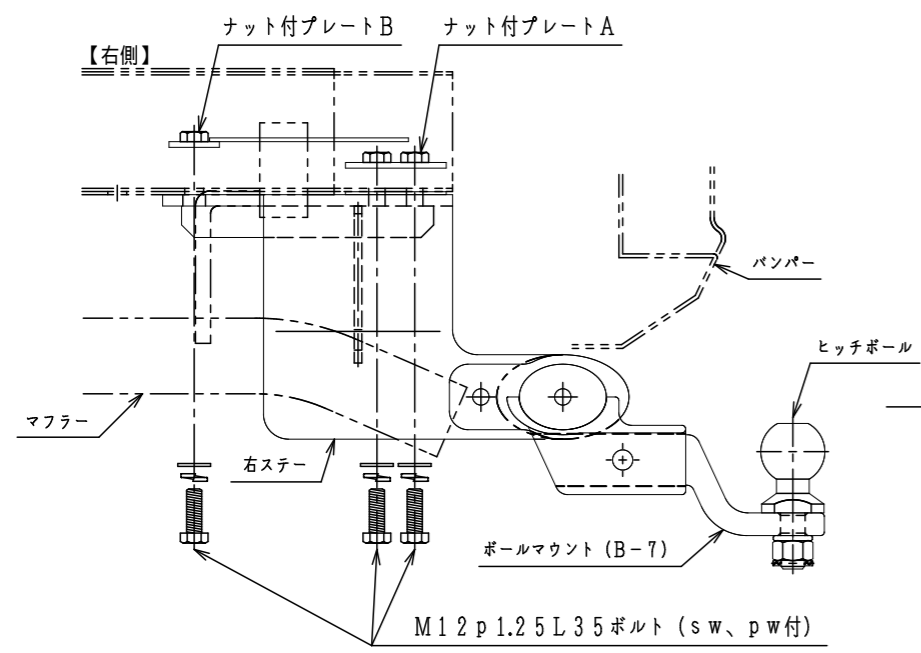 ナット付プレートB
ナット付プレートA
【右側】
バンパー
ヒッチボール
マフラー
右ステー
ボールマウント（B－7）
M12p1.25L35ボルト（sw、pw付）